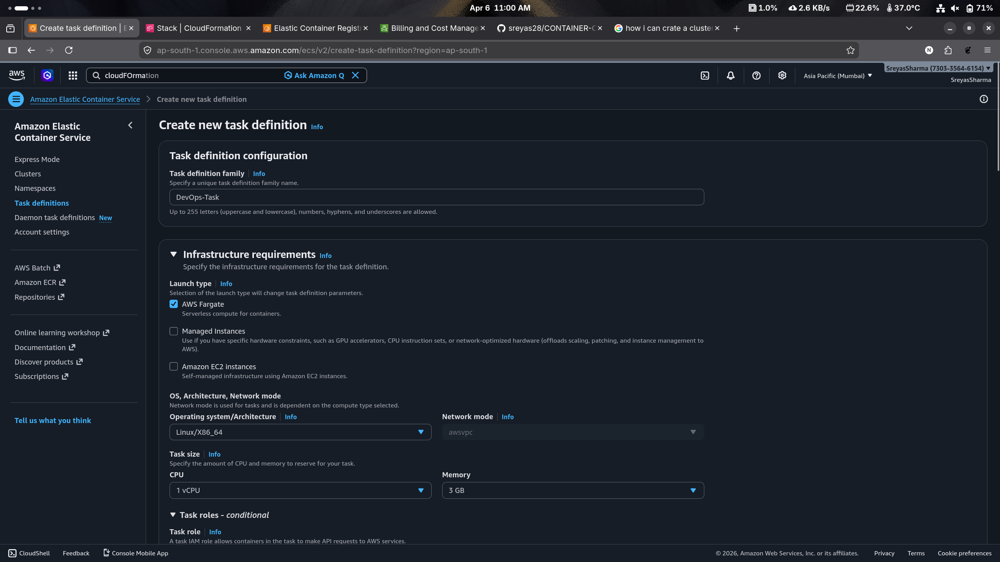 Apr 6 11:00 AM
1.0%
2.6 KB/s
22.6%
37.0°C
71%
Create task definition | E
Stack | CloudFormation
Elastic Container Registr
Billing and Cost Manage
sreyas28/CONTAINER-C
how i can crate a cluster
ap-south-1.console.aws.amazon.com/ecs/v2/create-task-definition?region=ap-south-1
N
aws
cloudFOrmation
Ask Amazon Q
Asia Pacific (Mumbai)
SreyasSharma (7303-3564-6154)
SreyasSharma
Amazon Elastic Container Service
Create new task definition
Amazon Elastic
Container Service
Express Mode
Clusters
Namespaces
Task definitions
Daemon task definitions New
Account settings
AWS Batch
Amazon ECR
Repositories
Online learning workshop
Documentation
Discover products
Subscriptions
Tell us what you think
Create new task definition Info
Task definition configuration
Task definition family Info
Specify a unique task definition family name.
DevOps-Task
Up to 255 letters (uppercase and lowercase), numbers, hyphens, and underscores are allowed.
Infrastructure requirements Info
Specify the infrastructure requirements for the task definition.
Launch type Info
Selection of the launch type will change task definition parameters.
AWS Fargate
Serverless compute for containers.
Managed Instances
Use if you have specific hardware constraints, such as GPU accelerators, CPU instruction sets, or network-optimized hardware (offloads scaling, patching, and instance management to
AWS).
Amazon EC2 instances
Self-managed infrastructure using Amazon EC2 instances.
OS, Architecture, Network mode
Network mode is used for tasks and is dependent on the compute type selected.
Operating system/Architecture Info
Network mode Info
Linux/X86_64
awsvpc
Task size Info
Specify the amount of CPU and memory to reserve for your task.
CPU
Memory
1 vCPU
3 GB
Task roles - conditional
Task role Info
A task IAM role allows containers in the task to make API requests to AWS services.
CloudShell
Feedback
Console Mobile App
© 2026, Amazon Web Services, Inc. or its affiliates.
Privacy
Terms
Cookie preferences